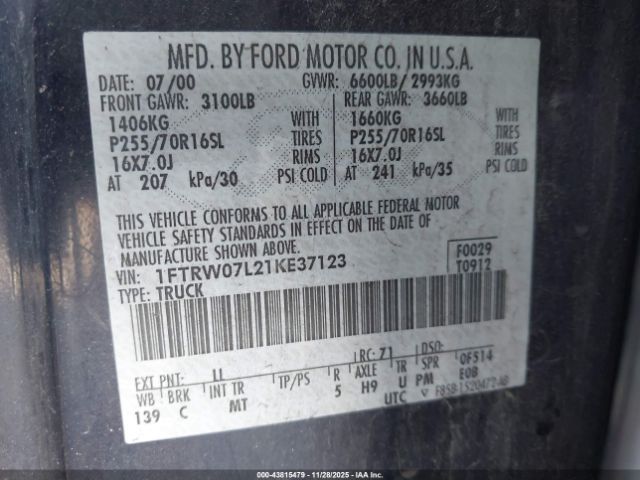 MFD. BY FORD MOTOR CO. IN U.S.A.
DATE: 07/00 GVWR: 6600LB/ 2993KG
FRONT GAWR: 3100LB REAR GAWR: 3660LB
1406KG WITH 1660KG WITH
P255/70R16SL TIRES P255/70R16SL TIRES
16X7.0J RIMS 16X7.0J RIMS
AT 207 kPa/30 PSI COLD AT 241 kPa/35 PSI COLD
THIS VEHICLE CONFORMS TO ALL APPLICABLE FEDERAL MOTOR
VEHICLE SAFETY STANDARDS IN EFFECT ON THE DATE OF
MANUFACTURE SHOWN ABOVE.
VIN: 1FTRW07L21KE37123 F0029
TYPE: TRUCK T0912
EXT PNT: LL RC: 71 DSO:
WB BRK INT TR TP/PS R AXLE TR SPR 0F514
139 C MT 5 H9 U PM E0B
UTC
00-43815479 11/28/2025 IAAI.COM